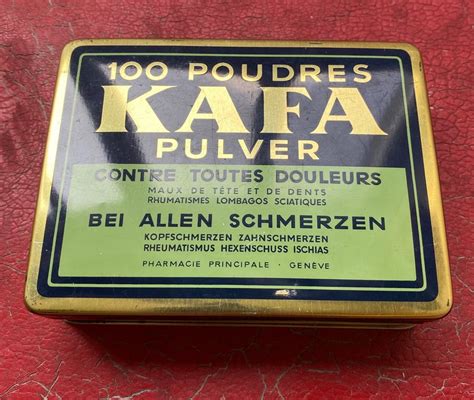 100 POUDRES
KAFA
PULVER
CONTRE TOUTES DOULEURS
MAUX DE TÊTE ET DE DENTS
RHUMATISMES LOMBAGOS SCIATIQUES
BEI ALLEN SCHMERZEN
KOPFSCHMERZEN ZAHNSCHMERZEN
RHEUMATISMUS HEXENSCHUSS ISCHIAS
PHARMACIE PRINCIPALE · GENÈVE